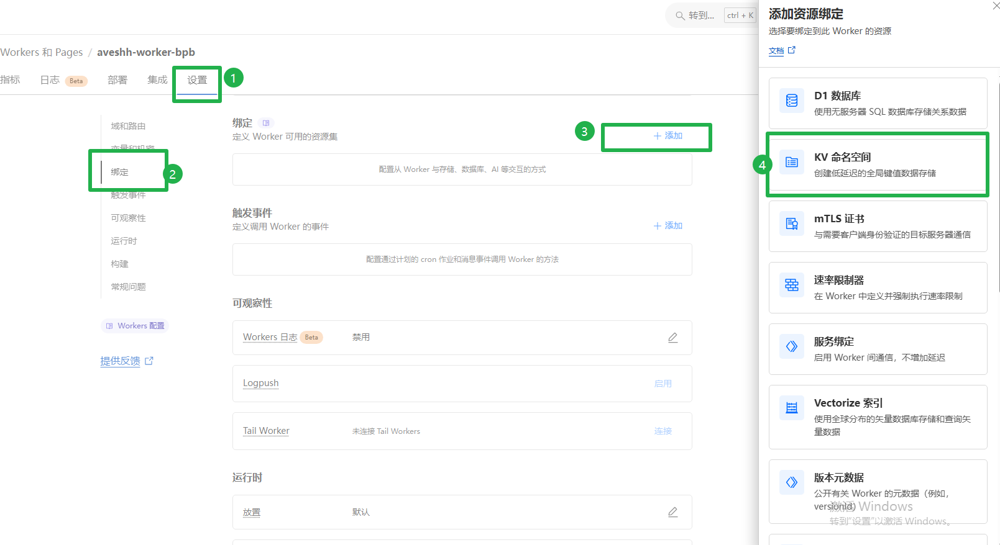 转到... ctrl + K
Workers 和 Pages / aveshh-worker-bpb
指标 日志 Beta 部署 集成 设置 1
域和路由
变量和机密
绑定 2
触发事件
可观察性
运行时
构建
常规问题
Workers 配置
提供反馈
绑定
定义 Worker 可用的资源集
3 + 添加
配置从 Worker 与存储、数据库、AI 等交互的方式
触发事件
定义调用 Worker 的事件
+ 添加
配置通过计划的 cron 作业和消息事件调用 Worker 的方法
可观察性
Workers 日志 Beta 禁用
Logpush 启用
Tail Worker 未连接 Tail Workers 连接
运行时
放置 默认
添加资源绑定
选择要绑定到此 Worker 的资源
文档
D1 数据库
使用无服务器 SQL 数据库存储关系数据
4 KV 命名空间
创建低延迟的全局键值数据存储
mTLS 证书
与需要客户端身份验证的目标服务器通信
速率限制器
在 Worker 中定义并强制执行速率限制
服务绑定
启用 Worker 间通信，不增加延迟
Vectorize 索引
使用全球分布的矢量数据库存储和查询矢
量数据
版本元数据
公开有关 Worker 的元数据（例如，
versionId）
激活 Windows
转到“设置”以激活 Windows。